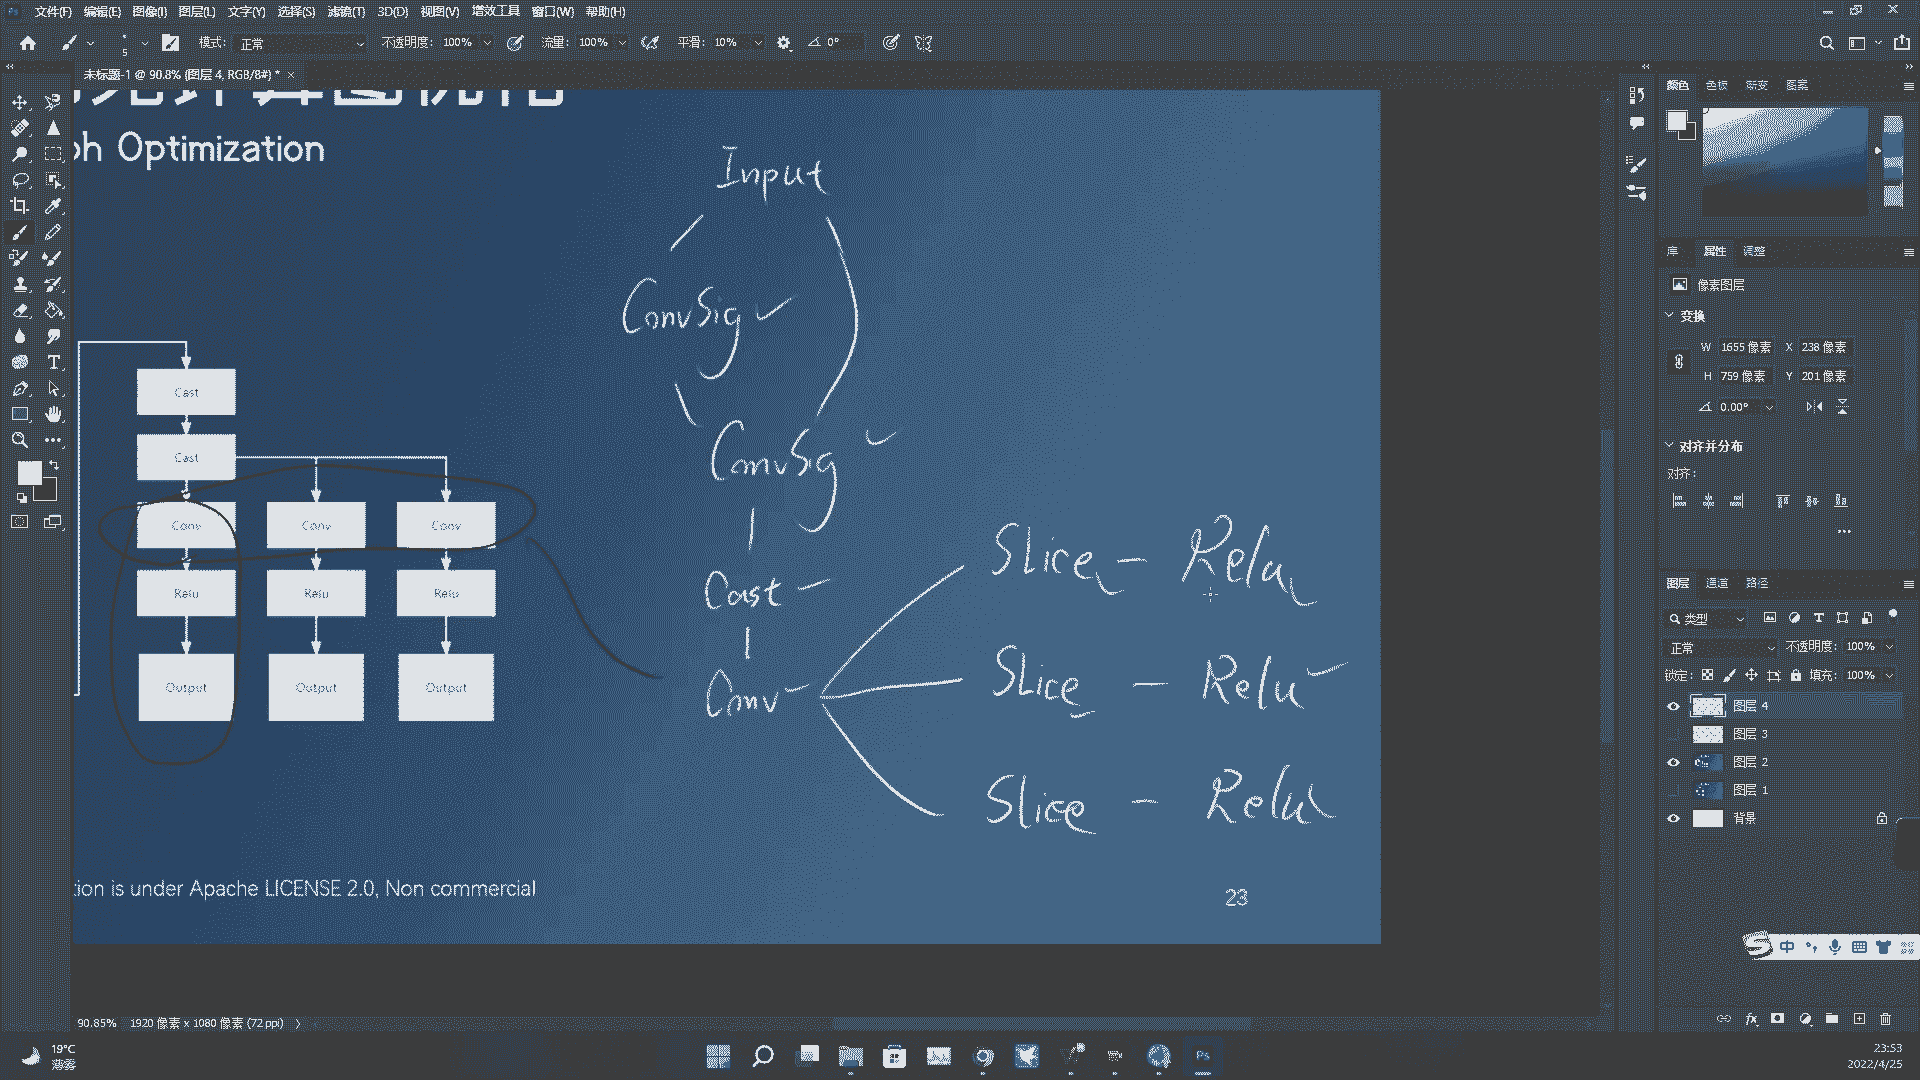 文件(F) 编辑(E) 图像(I) 图层(L) 文字(Y) 选择(S) 滤镜(T) 3D(D) 视图(V) 增效工具 窗口(W) 帮助(H)
5 模式: 正常 不透明度: 100% 流量: 100% 平滑: 10% 0°
未标题-1 @ 90.8% (图层 4, RGB/8#) * ×
ph Optimization
Input
ConvSig
ConvSig
Cast
Conv
Slice - Relu
Slice - Relu
Slice - Relu
Cast
Cast
Conv Conv Conv
Relu Relu Relu
Output Output Output
tion is under Apache LICENSE 2.0, Non commercial
23
颜色 色板 渐变 图案
库 属性 调整
像素图层
变换
W 1655 像素 X 238 像素
H 759 像素 Y 201 像素
0.00°
对齐并分布
对齐:
图层 通道 路径
类型
正常 不透明度: 100%
锁定: 填充: 100%
图层 4
图层 3
图层 2
图层 1
背景
中
90.85% 1920 像素 x 1080 像素 (72 ppi)
19°C
薄雾
Ps
23:53
2022/4/25